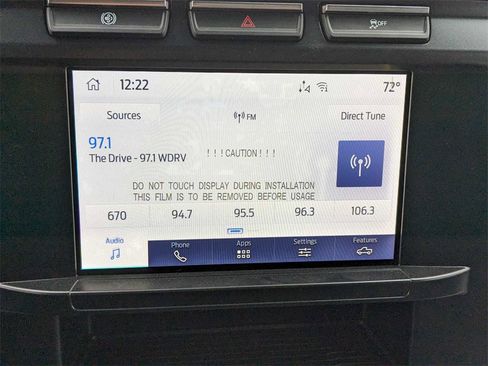 OFF
12:22
72°
Sources
FM
Direct Tune
97.1
The Drive - 97.1 WDRV
!!!CAUTION!!!
DO NOT TOUCH DISPLAY DURING INSTALLATION
THIS FILM IS TO BE REMOVED BEFORE USAGE
670 94.7 95.5 96.3 106.3
Audio Phone Apps Settings Features